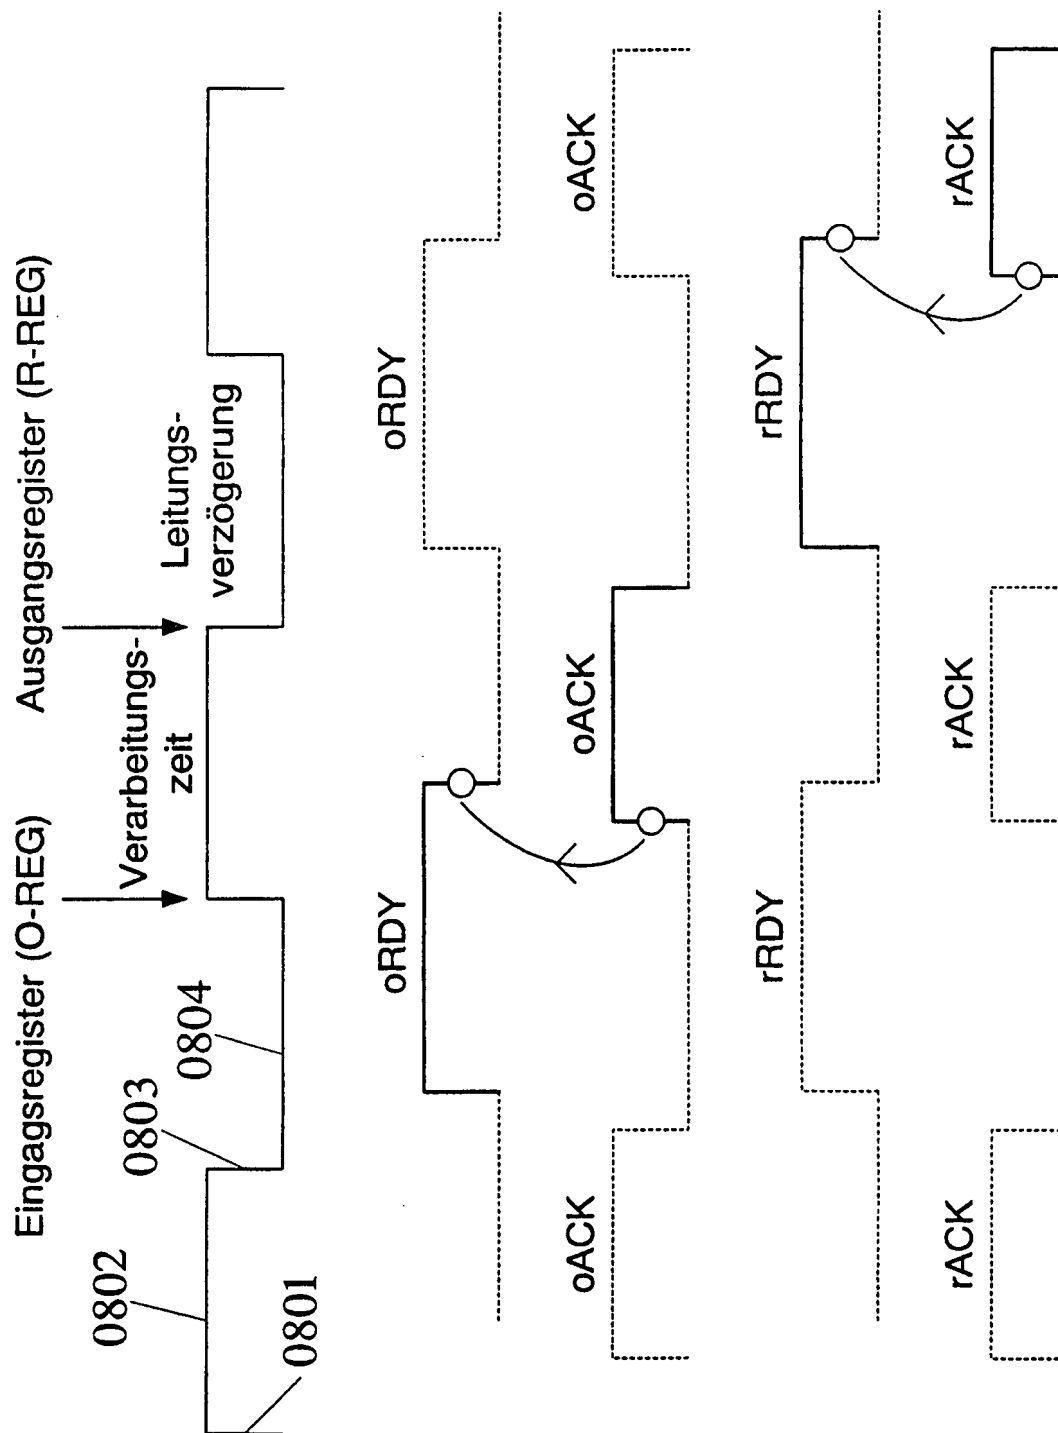 Eingagsregister (O-REG)
Ausgangsregister (R-REG)
0802
0803
Verarbeitungs-
zeit
Leitungs-
verzögerung
0801
0804
oRDY
oRDY
oACK
oACK
oACK
rRDY
rRDY
rACK
rACK
rACK